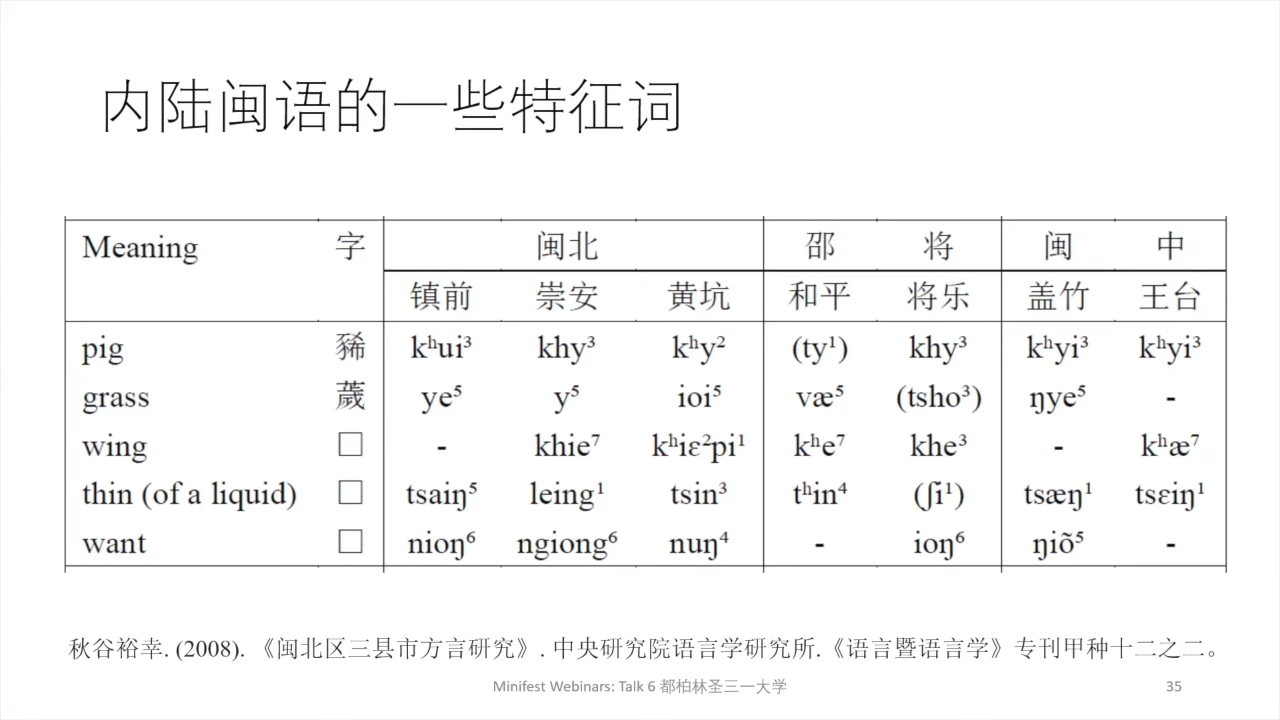 内陆闽语的一些特征词
Meaning 字 闽北 邵 将 闽 中
镇前 崇安 黄坑 和平 将乐 盖竹 王台
pig 豨 kʰui³ khy³ kʰy² (ty¹) khy³ kʰyi³ kʰyi³
grass 薉 ye⁵ y⁵ ioi⁵ væ⁵ (tsho³) ŋye⁵ -
wing □ - khie⁷ kʰiɛ²pi¹ kʰe⁷ khe³ - kʰæ⁷
thin (of a liquid) □ tsaiŋ⁵ leing¹ tsin³ tʰin⁴ (ʃi¹) tsæŋ¹ tsɛiŋ¹
want □ nioŋ⁶ ngiong⁶ nuŋ⁴ - ioŋ⁶ ŋiõ⁵ -
秋谷裕幸. (2008). 《闽北区三县市方言研究》. 中央研究院语言学研究所.《语言暨语言学》专刊甲种十二之二。
Minifest Webinars: Talk 6 都柏林圣三一大学 35